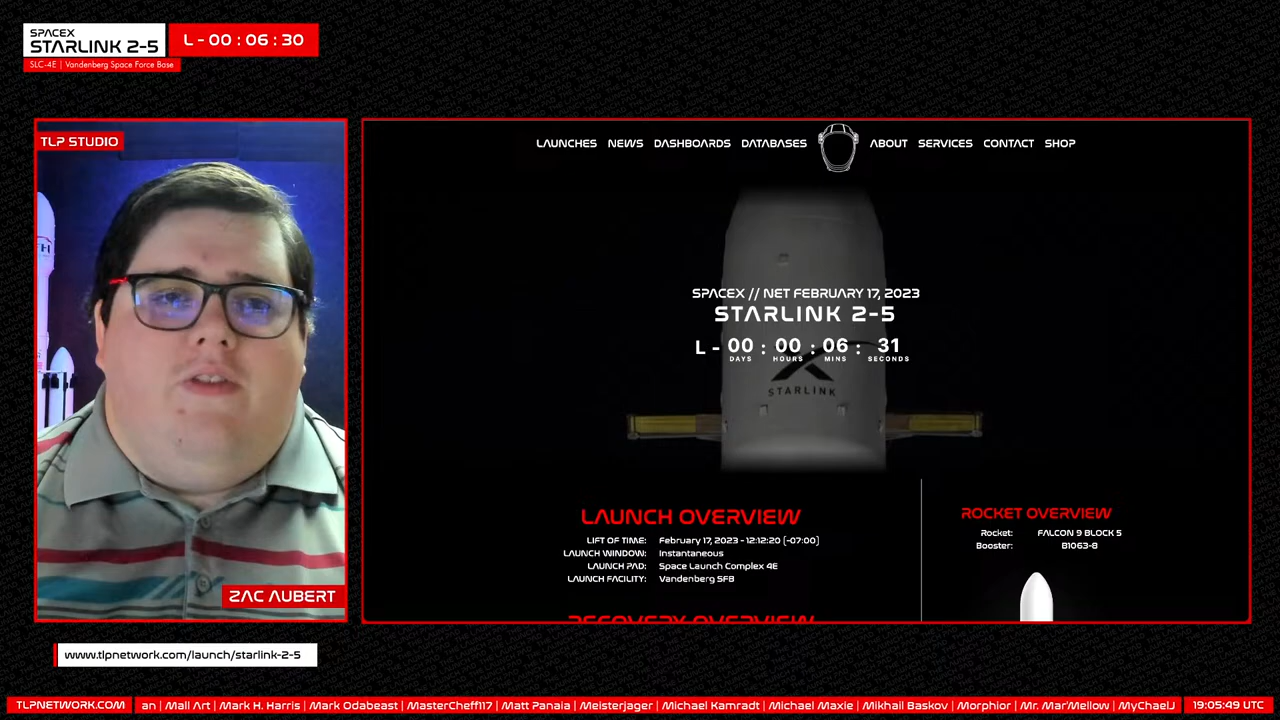 SPACEX
STARLINK 2-5
L - 00 : 06 : 30
SLC-4E | Vandenberg Space Force Base
TLP STUDIO
ZAC AUBERT
LAUNCHES NEWS DASHBOARDS DATABASES ABOUT SERVICES CONTACT SHOP
SPACEX // NET FEBRUARY 17, 2023
STARLINK 2-5
L - 00 : 00 : 06 : 31
DAYS HOURS MINS SECONDS
STARLINK
LAUNCH OVERVIEW
LIFT OF TIME: February 17, 2023 - 12:12:20 [-07:00]
LAUNCH WINDOW: Instantaneous
LAUNCH PAD: Space Launch Complex 4E
LAUNCH FACILITY: Vandenberg SFB
RECOVERY OVERVIEW
ROCKET OVERVIEW
Rocket: FALCON 9 BLOCK 5
Booster: B1063-8
www.tlpnetwork.com/launch/starlink-2-5
TLPNETWORK.COM
an | Mall Art | Mark H. Harris | Mark Odabeast | MasterCheff117 | Matt Panaia | Meisterjager | Michael Kamradt | Michael Maxie | Mikhail Baskov | Morphior | Mr. Mar'Mellow | MyChaelJ
19:05:49 UTC